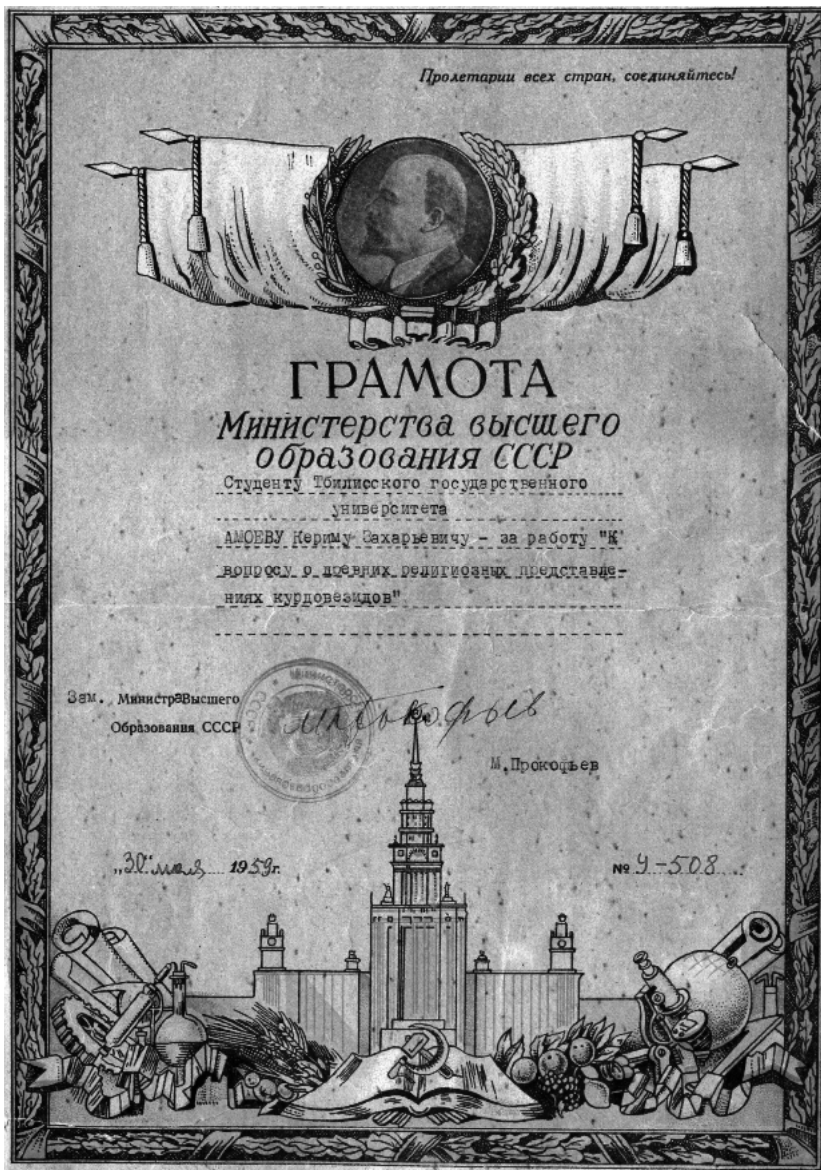 Пролетарии всех стран, соединяйтесь!
ГРАМОТА
Министерства высшего
образования СССР
Студенту Тбилисского государственного
университета
АМОЕВУ Кериму Захарьевичу - за работу "К
вопросу о древних религиозных представле-
ниях курдовезидов"
Зам. Министра Высшего
Образования СССР
М.Прокофьев
„30" мая 1959г.
№ У-508